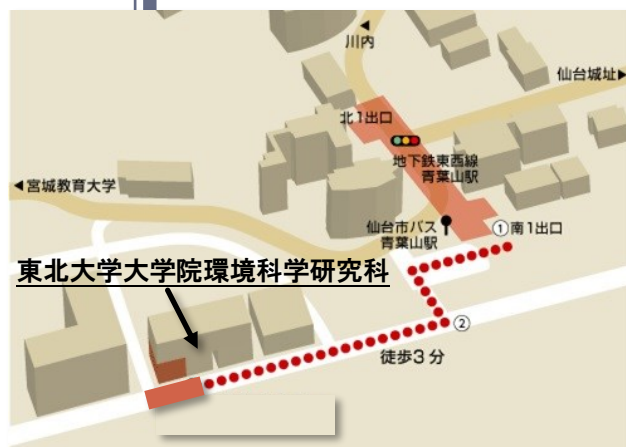 川内
仙台城址▶
北1出口
地下鉄東西線
青葉山駅
◀宮城教育大学
仙台市バス
青葉山駅
①南1出口
東北大学大学院環境科学研究科
②
徒歩3分